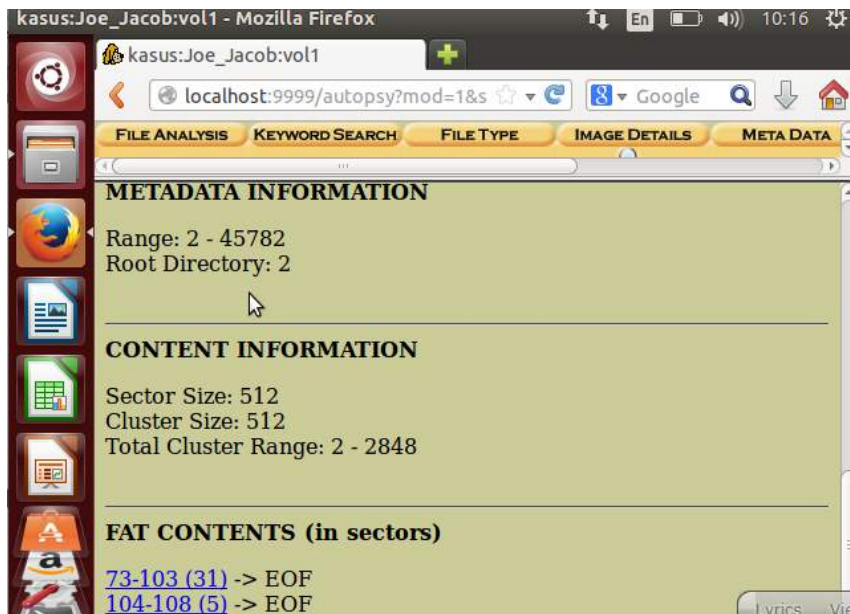 kasus:Joe_Jacob:vol1 - Mozilla Firefox
En
10:16
kasus:Joe_Jacob:vol1
localhost:9999/autopsy?mod=1&s
8 Google
FILE ANALYSIS KEYWORD SEARCH FILE TYPE IMAGE DETAILS META DATA
METADATA INFORMATION
Range: 2 - 45782
Root Directory: 2
CONTENT INFORMATION
Sector Size: 512
Cluster Size: 512
Total Cluster Range: 2 - 2848
FAT CONTENTS (in sectors)
73-103 (31) -> EOF
104-108 (5) -> EOF
A
a
Lyrics